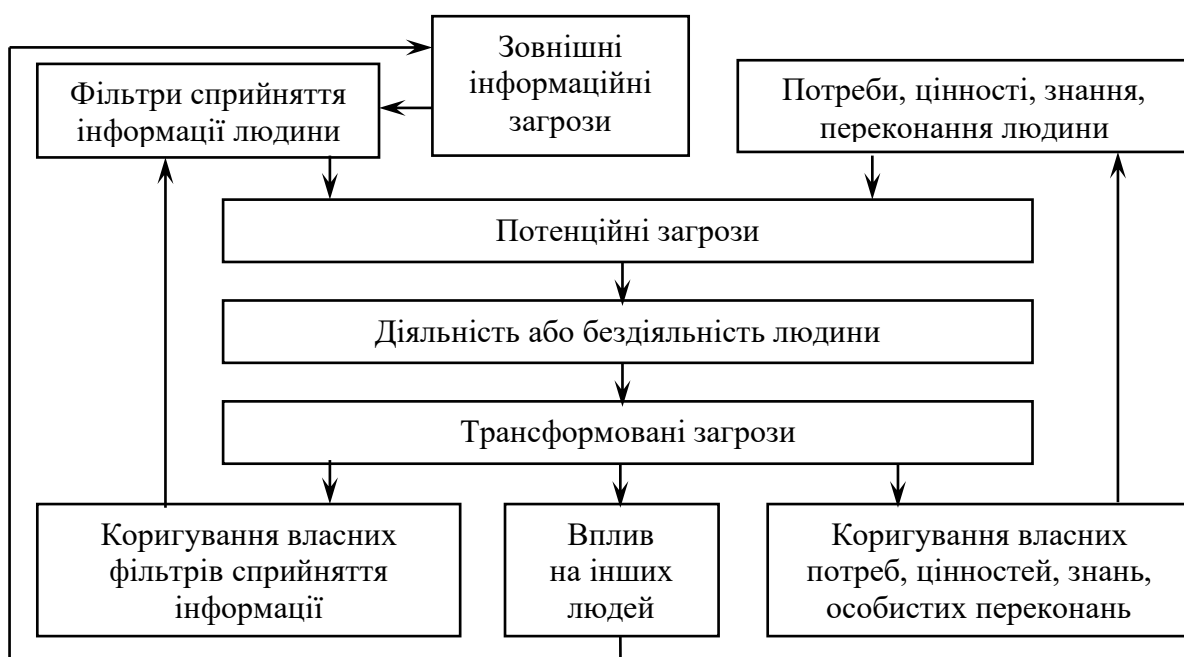 Зовнішні
інформаційні
загрози
Фільтри сприйняття
інформації людини
Потреби, цінності, знання,
переконання людини
Потенційні загрози
Діяльність або бездіяльність людини
Трансформовані загрози
Коригування власних
фільтрів сприйняття
інформації
Вплив
на інших
людей
Коригування власних
потреб, цінностей, знань,
особистих переконань